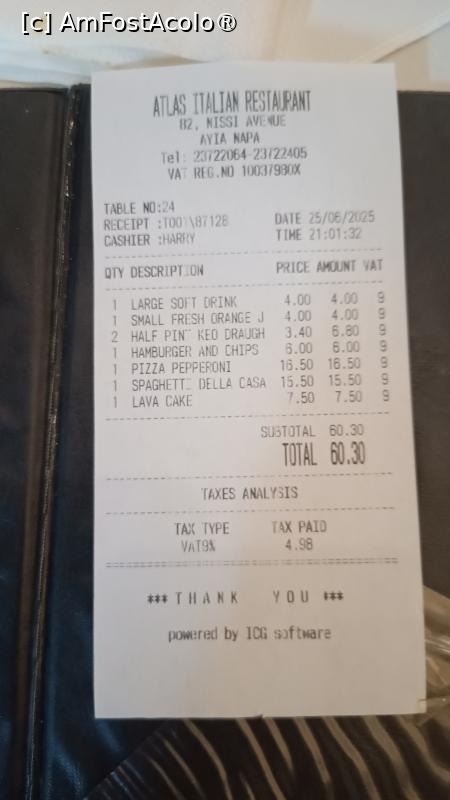 [c] AmFostAcolo®
ATLAS ITALIAN RESTAURANT
82, NISSI AVENUE
AYIA NAPA
Tel: 23722064-23722405
VAT REG.NO 10037980X
TABLE NO:24
RECEIPT :T001\87128 DATE 25/06/2025
CASHIER :HARRY TIME 21:01:32
QTY DESCRIPTION PRICE AMOUNT VAT
1 LARGE SOFT DRINK 4.00 4.00 9
1 SMALL FRESH ORANGE J 4.00 4.00 9
2 HALF PINT KEO DRAUGH 3.40 6.80 9
1 HAMBURGER AND CHIPS 6.00 6.00 9
1 PIZZA PEPPERONI 16.50 16.50 9
1 SPAGHETTI DELLA CASA 15.50 15.50 9
1 LAVA CAKE 7.50 7.50 9
SUBTOTAL 60.30
TOTAL 60.30
TAXES ANALYSIS
TAX TYPE TAX PAID
VAT9% 4.98
*** T H A N K Y O U ***
powered by ICG software